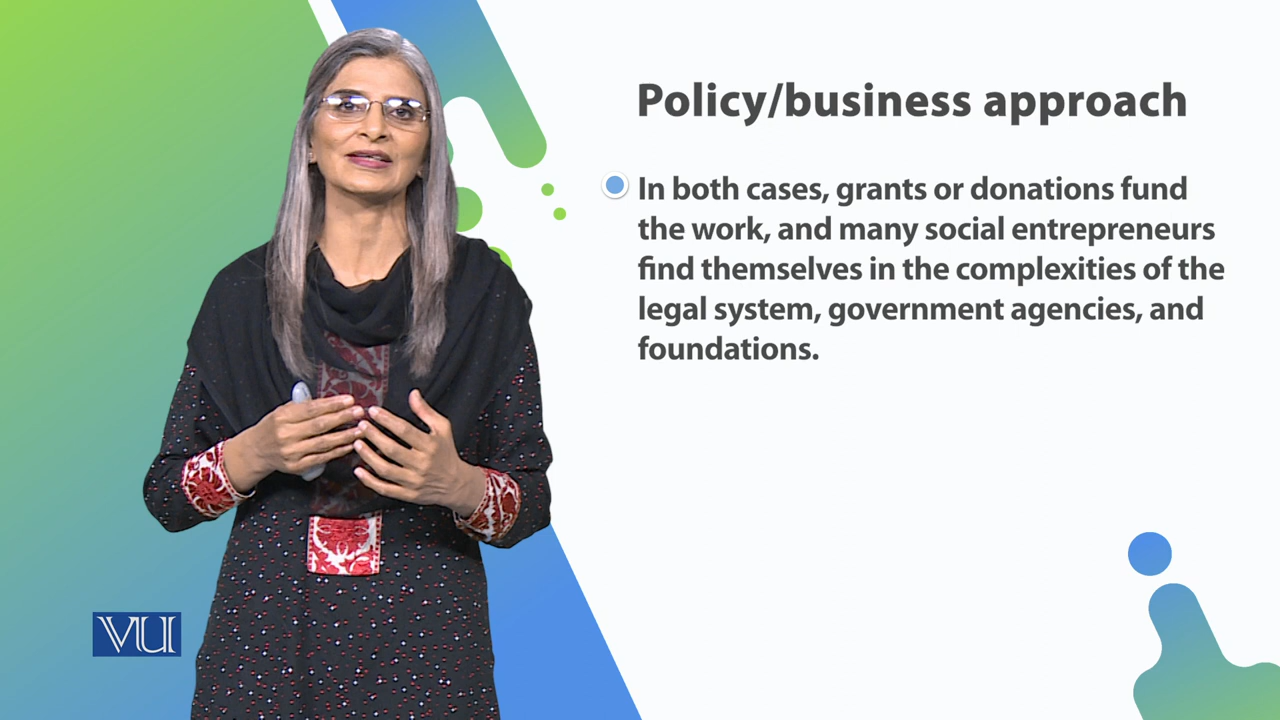 Policy/business approach
In both cases, grants or donations fund
the work, and many social entrepreneurs
find themselves in the complexities of the
legal system, government agencies, and
foundations.
VU